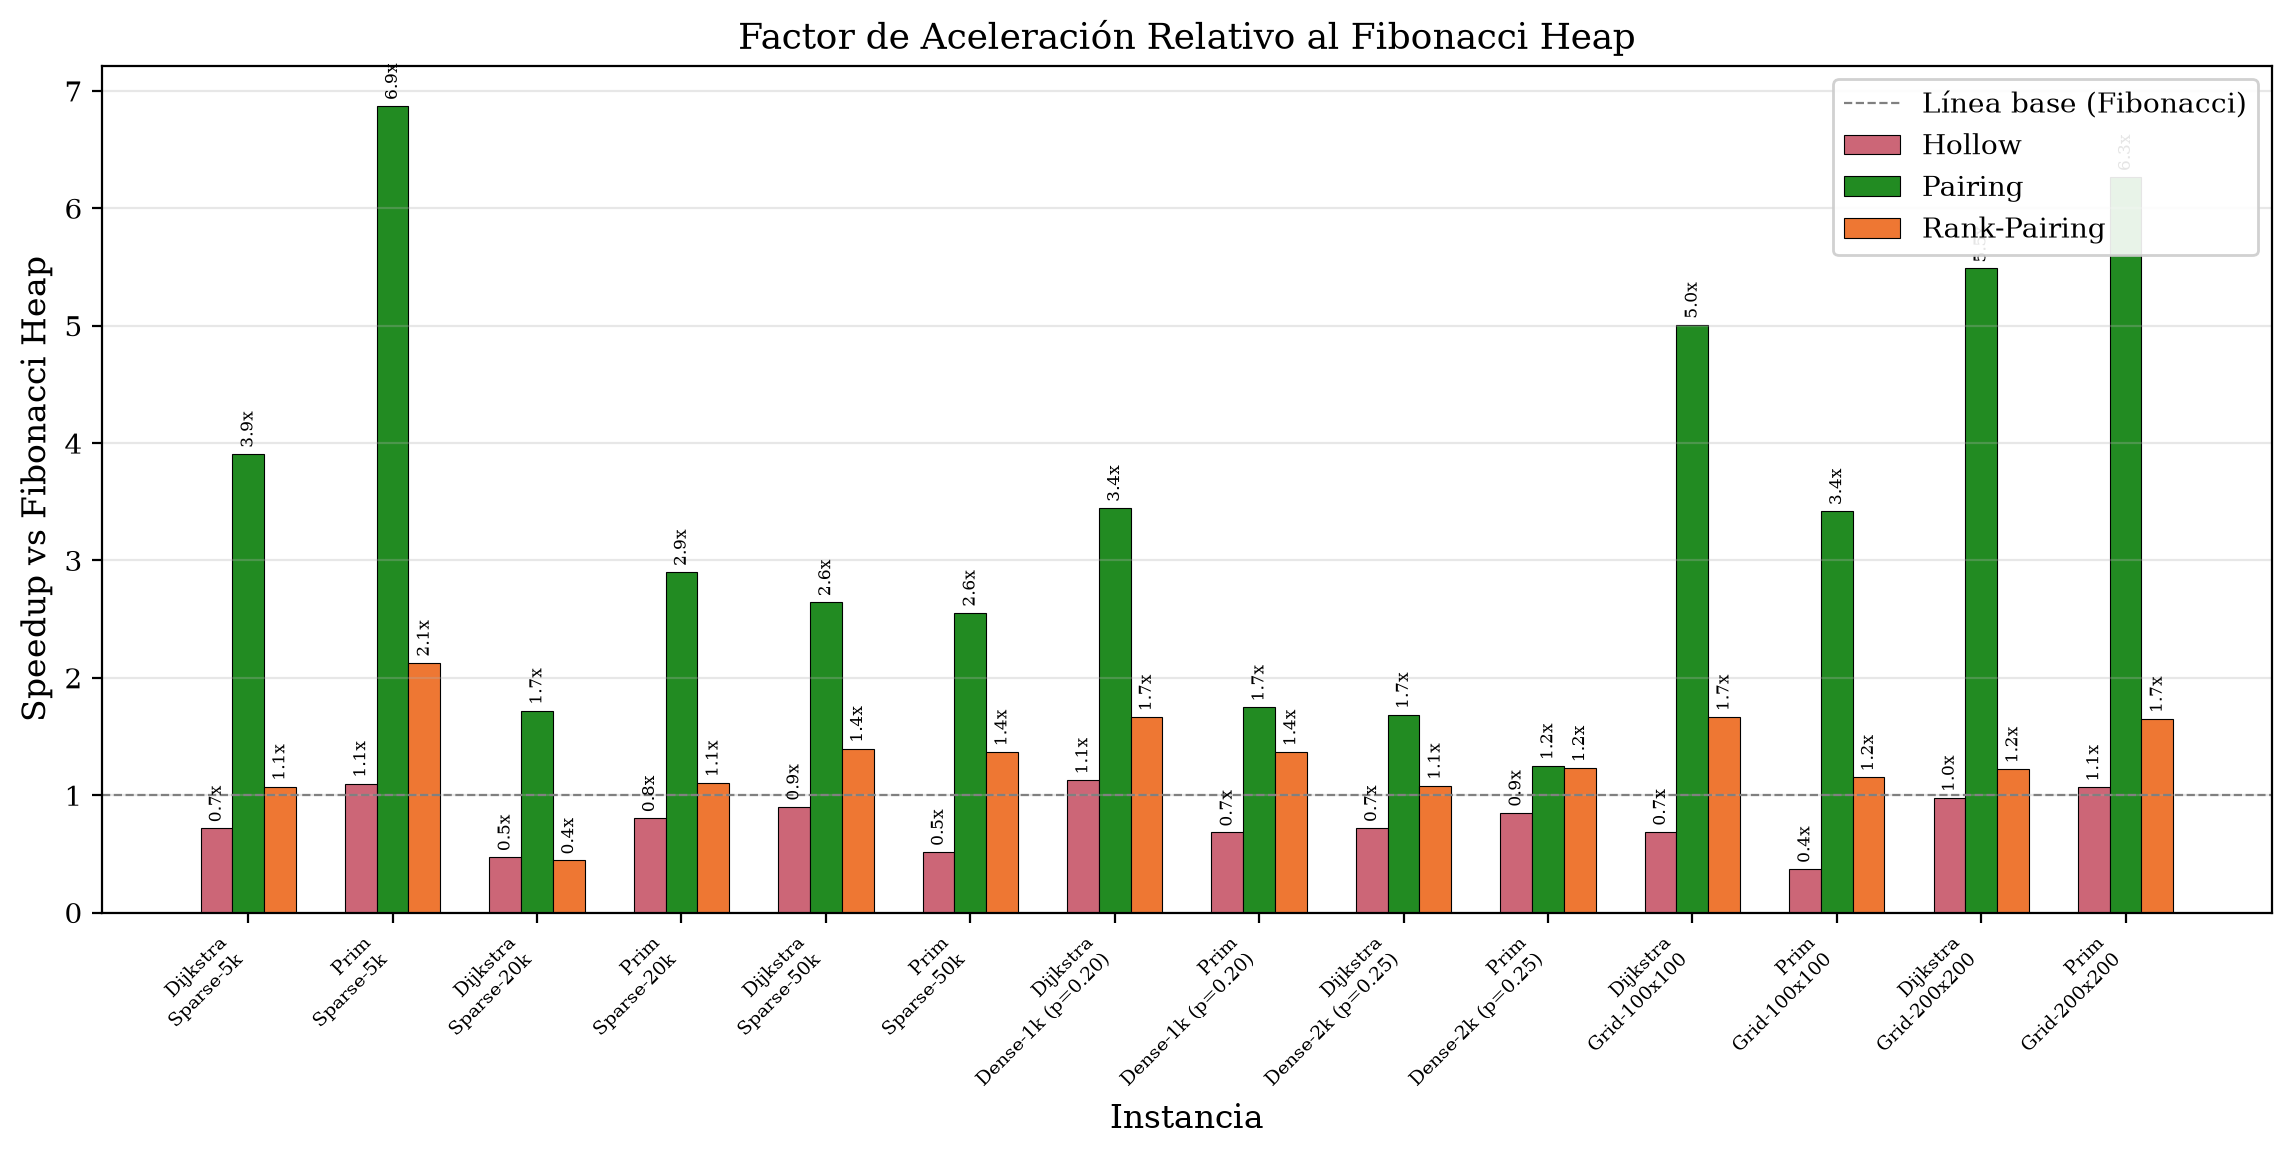 Factor de Aceleración Relativo al Fibonacci Heap
Speedup vs Fibonacci Heap
7
6
5
4
3
2
1
0
Línea base (Fibonacci)
Hollow
Pairing
Rank-Pairing
0.7x
3.9x
1.1x
1.1x
6.9x
2.1x
0.5x
1.7x
0.4x
0.8x
2.9x
1.1x
0.9x
2.6x
1.4x
0.5x
2.6x
1.4x
1.1x
3.4x
1.7x
0.7x
1.7x
1.4x
0.7x
1.7x
1.1x
0.9x
1.2x
1.2x
0.7x
5.0x
1.7x
0.4x
3.4x
1.2x
1.0x
5.5x
1.2x
1.1x
6.3x
1.7x
Dijkstra
Sparse-5k
Prim
Sparse-5k
Dijkstra
Sparse-20k
Prim
Sparse-20k
Dijkstra
Sparse-50k
Prim
Sparse-50k
Dijkstra
Dense-1k (p=0.20)
Prim
Dense-1k (p=0.20)
Dijkstra
Dense-2k (p=0.25)
Prim
Dense-2k (p=0.25)
Dijkstra
Grid-100x100
Prim
Grid-100x100
Dijkstra
Grid-200x200
Prim
Grid-200x200
Instancia